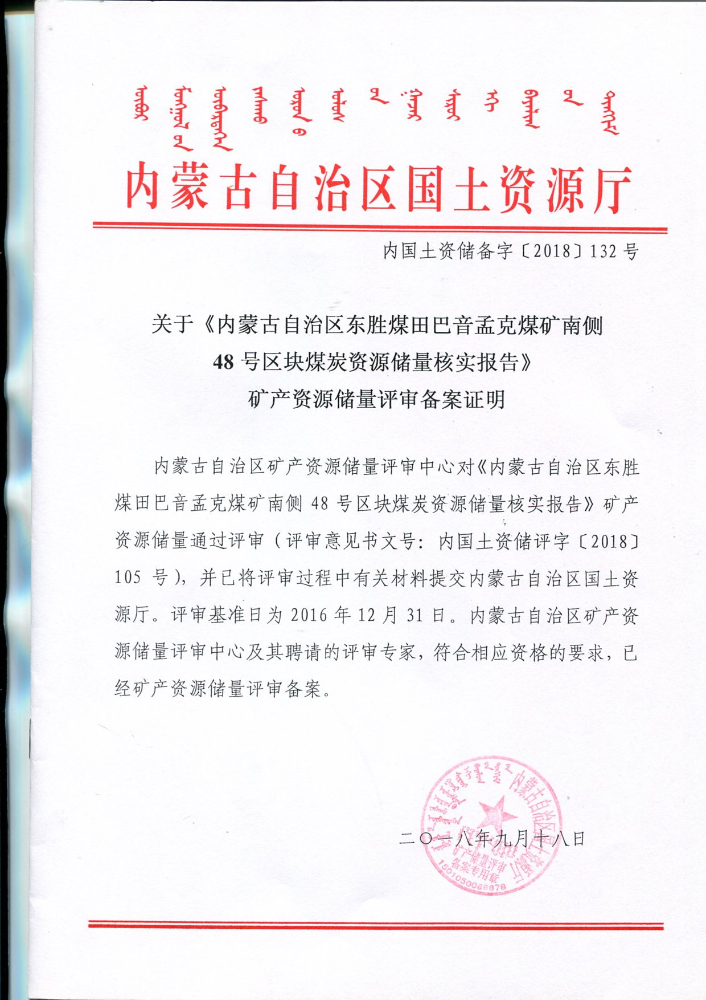 内蒙古自治区国土资源厅
内国土资储备字〔2018〕132 号
关于《内蒙古自治区东胜煤田巴音孟克煤矿南侧
48 号区块煤炭资源储量核实报告》
矿产资源储量评审备案证明
内蒙古自治区矿产资源储量评审中心对《内蒙古自治区东胜
煤田巴音孟克煤矿南侧 48 号区块煤炭资源储量核实报告》矿产
资源储量通过评审（评审意见书文号：内国土资储评字〔2018〕
105 号），并已将评审过程中有关材料提交内蒙古自治区国土资
源厅。评审基准日为 2016 年 12 月 31 日。内蒙古自治区矿产资
源储量评审中心及其聘请的评审专家，符合相应资格的要求，已
经矿产资源储量评审备案。
二〇一八年九月十八日
内蒙古自治区国土资源厅
矿产储量评审
备案专用章
1501050069878